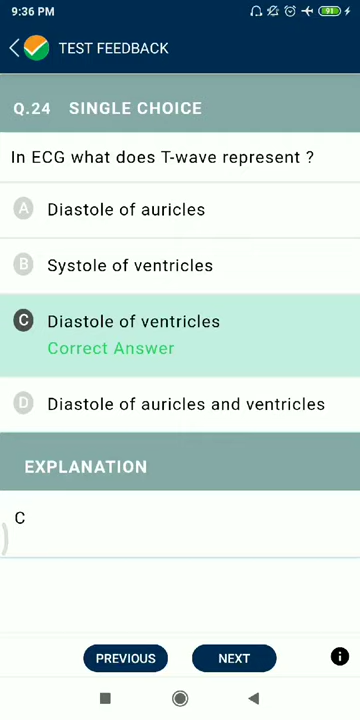 9:36 PM
91
TEST FEEDBACK
Q.24 SINGLE CHOICE
In ECG what does T-wave represent ?
A Diastole of auricles
B Systole of ventricles
C Diastole of ventricles
Correct Answer
D Diastole of auricles and ventricles
EXPLANATION
C
PREVIOUS NEXT